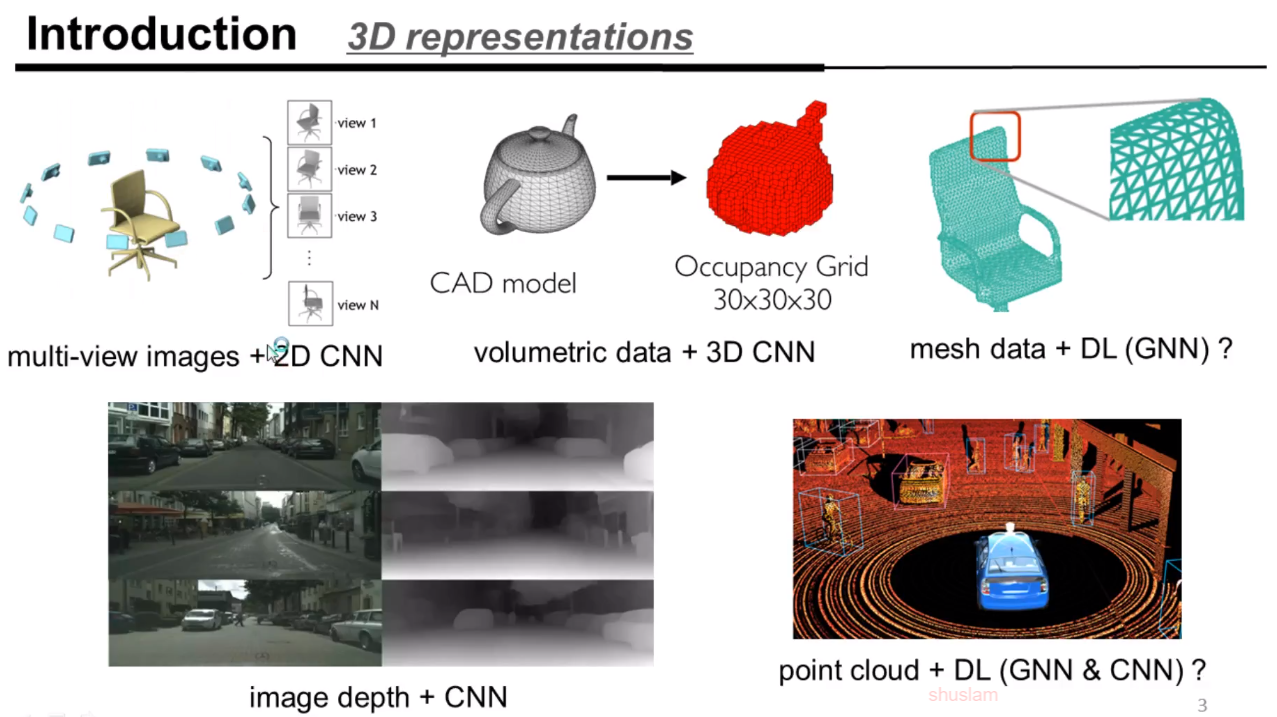 Introduction 3D representations
view 1
view 2
view 3
view N
CAD model
Occupancy Grid
30x30x30
multi-view images + 2D CNN
volumetric data + 3D CNN
mesh data + DL (GNN) ?
image depth + CNN
point cloud + DL (GNN & CNN) ?
shuslam
3